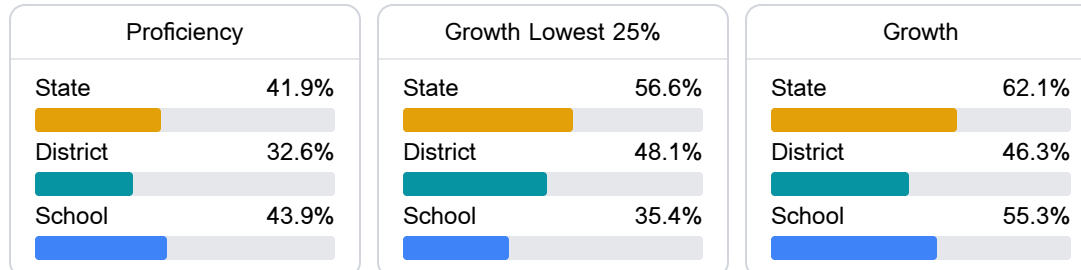 Proficiency
State 41.9%
District 32.6%
School 43.9%
Growth Lowest 25%
State 56.6%
District 48.1%
School 35.4%
Growth
State 62.1%
District 46.3%
School 55.3%